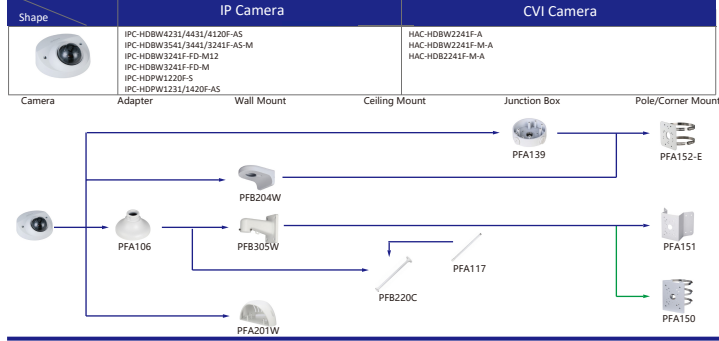 Shape
IP Camera
CVI Camera
IPC-HDBW4231/4431/4120F-AS
IPC-HDBW3541/3441/3241F-AS-M
IPC-HDBW3241F-FD-M12
IPC-HDBW3241F-FD-M
IPC-HDPW1220F-S
IPC-HDPW1231/1420F-AS
HAC-HDBW2241F-A
HAC-HDBW2241F-M-A
HAC-HDB2241F-M-A
Camera
Adapter
Wall Mount
Ceiling Mount
Junction Box
Pole/Corner Mount
PFA139
PFA152-E
PFB204W
PFA106
PFB305W
PFA151
PFA117
PFB220C
PFA150
PFA201W